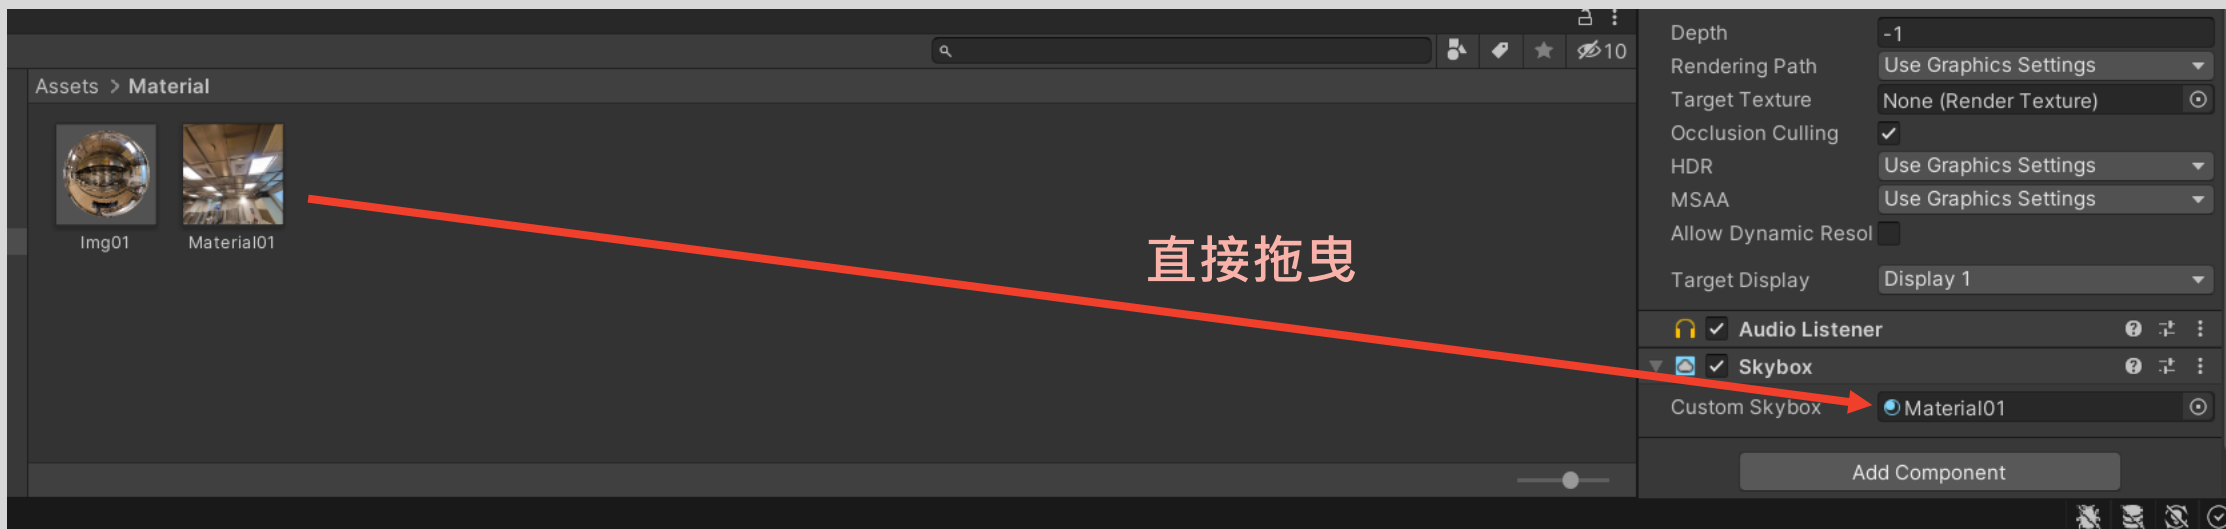 10
Assets > Material
Img01
Material01
直接拖曳
Depth
-1
Rendering Path
Use Graphics Settings
Target Texture
None (Render Texture)
Occlusion Culling
HDR
Use Graphics Settings
MSAA
Use Graphics Settings
Allow Dynamic Resol
Target Display
Display 1
Audio Listener
Skybox
Custom Skybox
Material01
Add Component